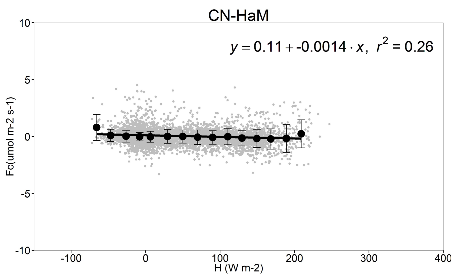 CN-HaM
y = 0.11 + -0.0014 · x, r² = 0.26
10
5
0
-5
-10
Fc(umol m-2 s-1)
-100 0 100 200 300 400
H (W m-2)